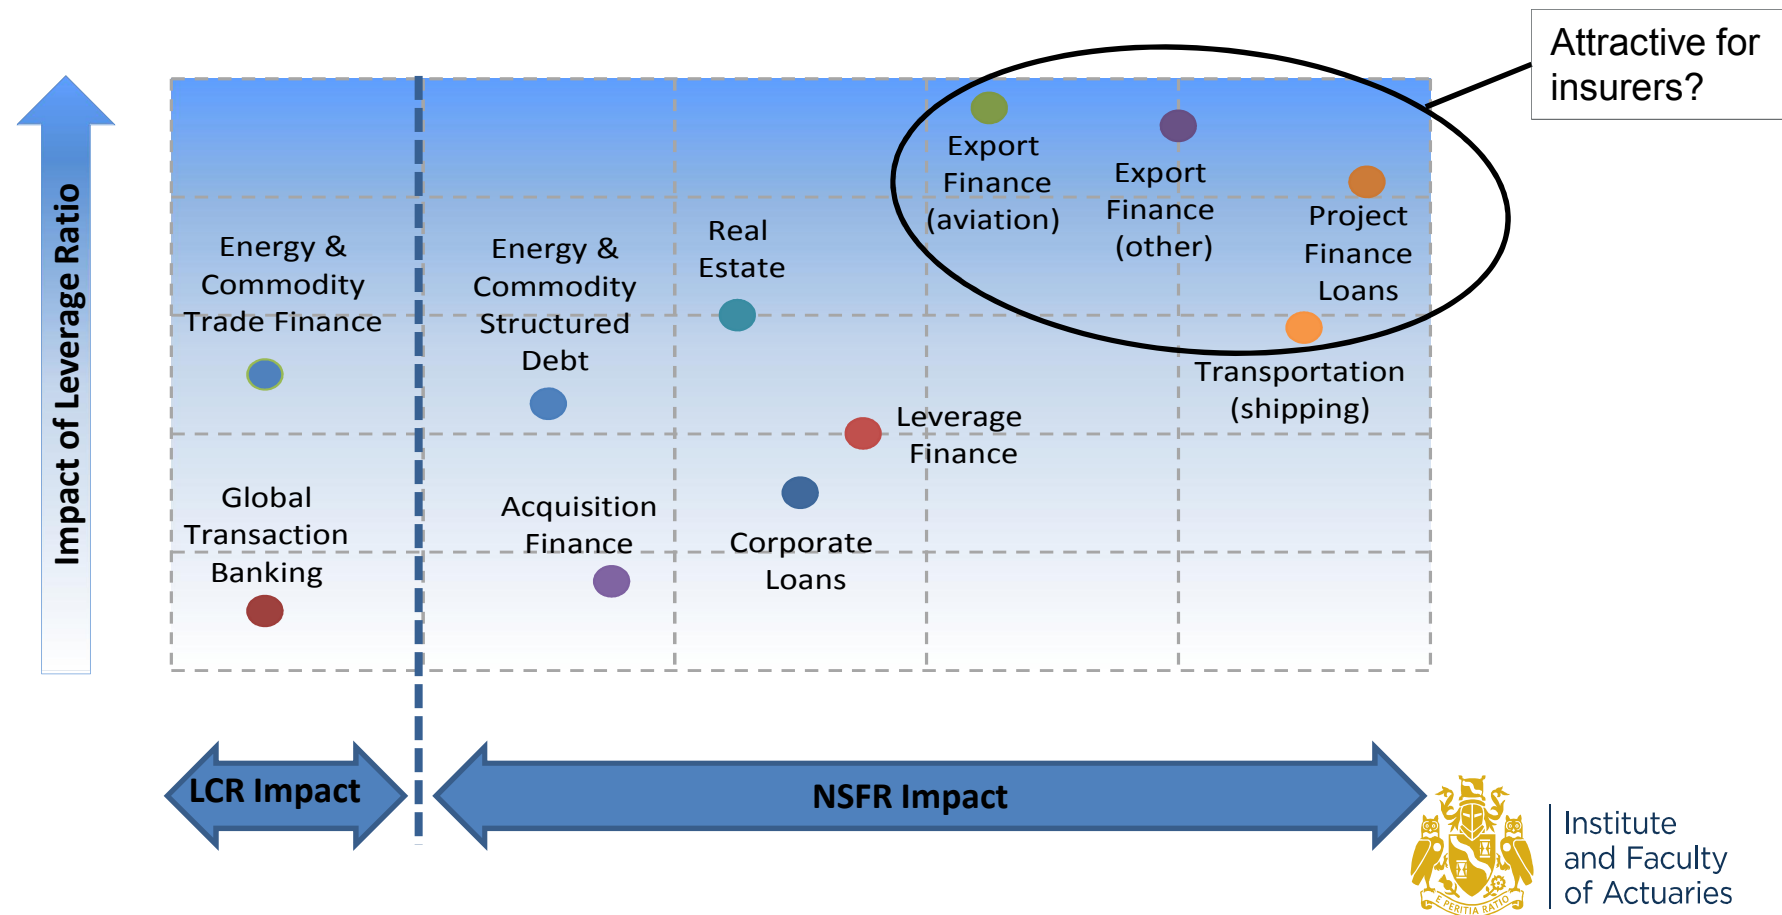 Attractive for
insurers?
Impact of Leverage Ratio
Export
Finance
(aviation)
Export
Finance
(other)
Project
Finance
Loans
Energy &
Commodity
Trade Finance
Energy &
Commodity
Structured
Debt
Real
Estate
Transportation
(shipping)
Leverage
Finance
Global
Transaction
Banking
Acquisition
Finance
Corporate
Loans
LCR Impact
NSFR Impact
Institute
and Faculty
of Actuaries
E PERITIA RATIO